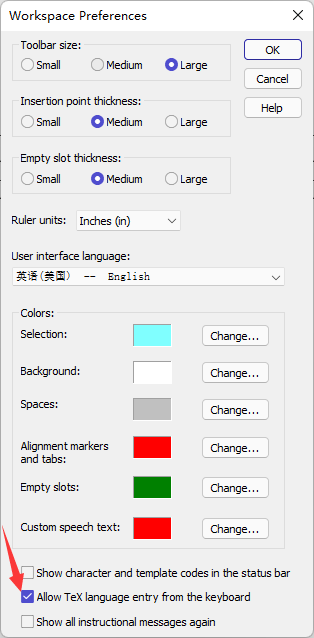 Workspace Preferences
Toolbar size:
Small Medium Large
OK
Cancel
Insertion point thickness:
Small Medium Large
Help
Empty slot thickness:
Small Medium Large
Ruler units: Inches (in)
User interface language:
英语(美国) -- English
Colors:
Selection: Change...
Background: Change...
Spaces: Change...
Alignment markers
and tabs: Change...
Empty slots: Change...
Custom speech text: Change...
Show character and template codes in the status bar
Allow TeX language entry from the keyboard
Show all instructional messages again